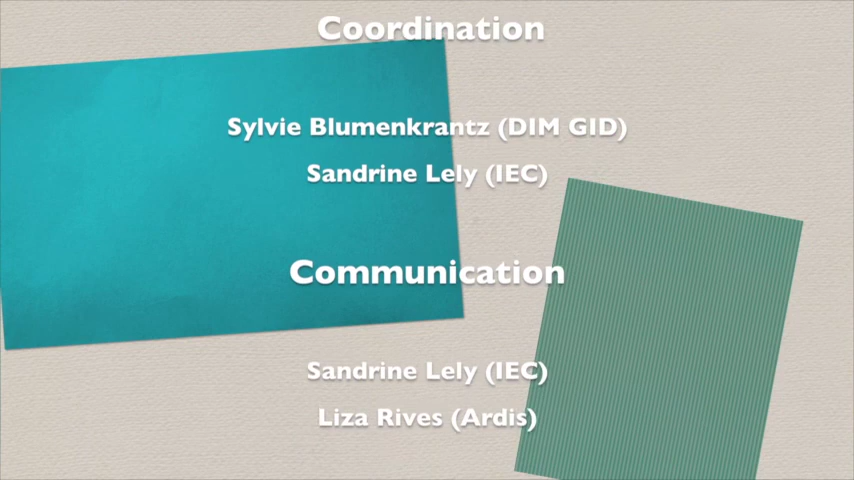 Coordination
Sylvie Blumenkrantz (DIM GID)
Sandrine Lely (IEC)
Communication
Sandrine Lely (IEC)
Liza Rives (Ardis)